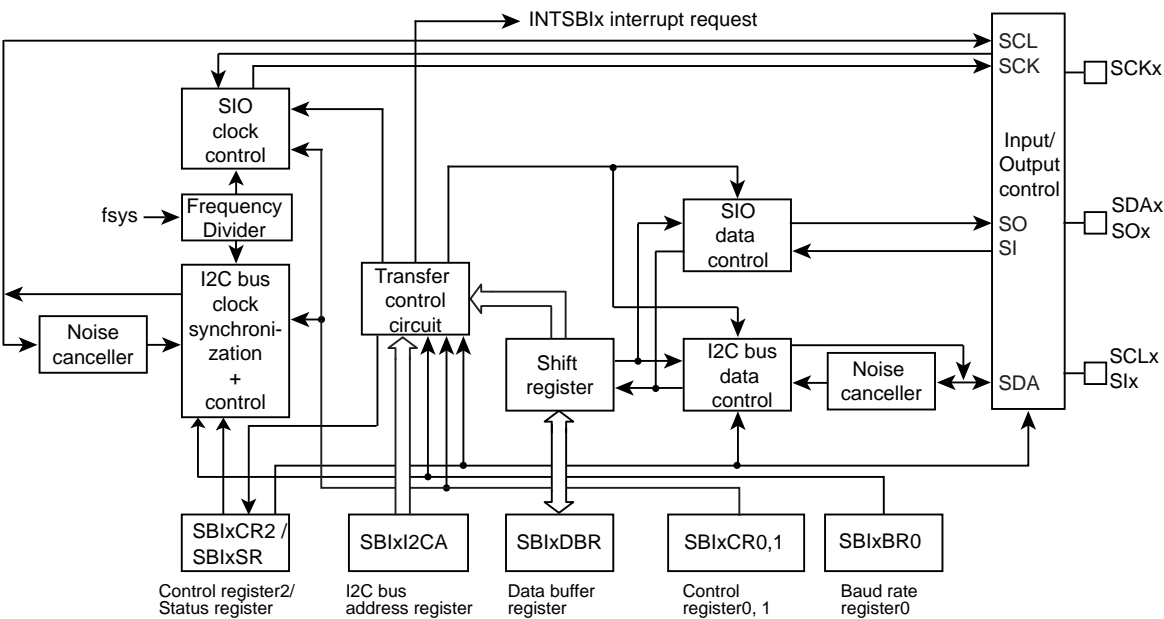 INTSBIx interrupt request
SCL
SCK
SCKx
SIO
clock
control
Input/
Output
control
fsys
Frequency
Divider
SIO
data
control
SO
SI
SDAx
SOx
I2C bus
clock
synchroni-
zation
+
control
Transfer
control
circuit
Noise
canceller
Shift
register
I2C bus
data
control
Noise
canceller
SDA
SCLx
SIx
SBIxCR2 /
SBIxSR
SBIxI2CA
SBIxDBR
SBIxCR0,1
SBIxBR0
Control register2/
Status register
I2C bus
address register
Data buffer
register
Control
register0, 1
Baud rate
register0